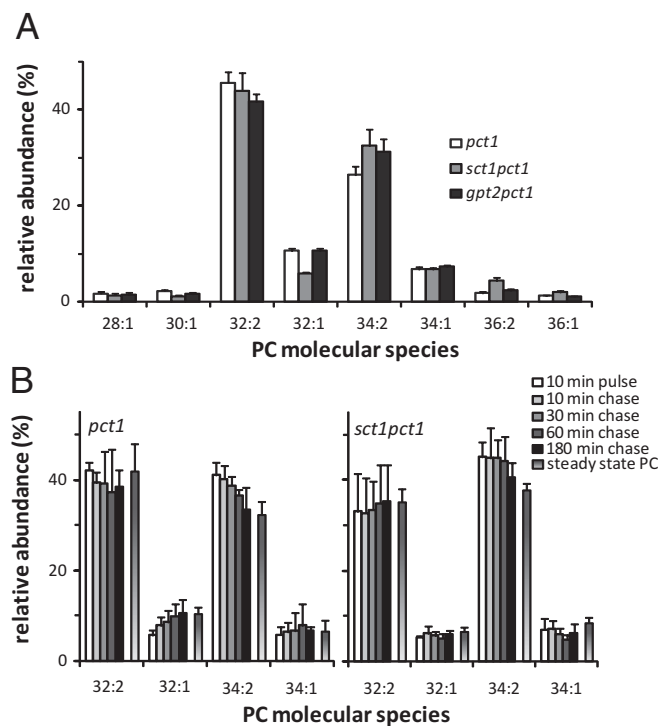 A
relative abundance (%)
40
20
0
pct1
sct1pct1
gpt2pct1
28:1 30:1 32:2 32:1 34:2 34:1 36:2 36:1
PC molecular species
B
relative abundance (%)
40
20
0
pct1
sct1pct1
10 min pulse
10 min chase
30 min chase
60 min chase
180 min chase
steady state PC
32:2 32:1 34:2 34:1 32:2 32:1 34:2 34:1
PC molecular species